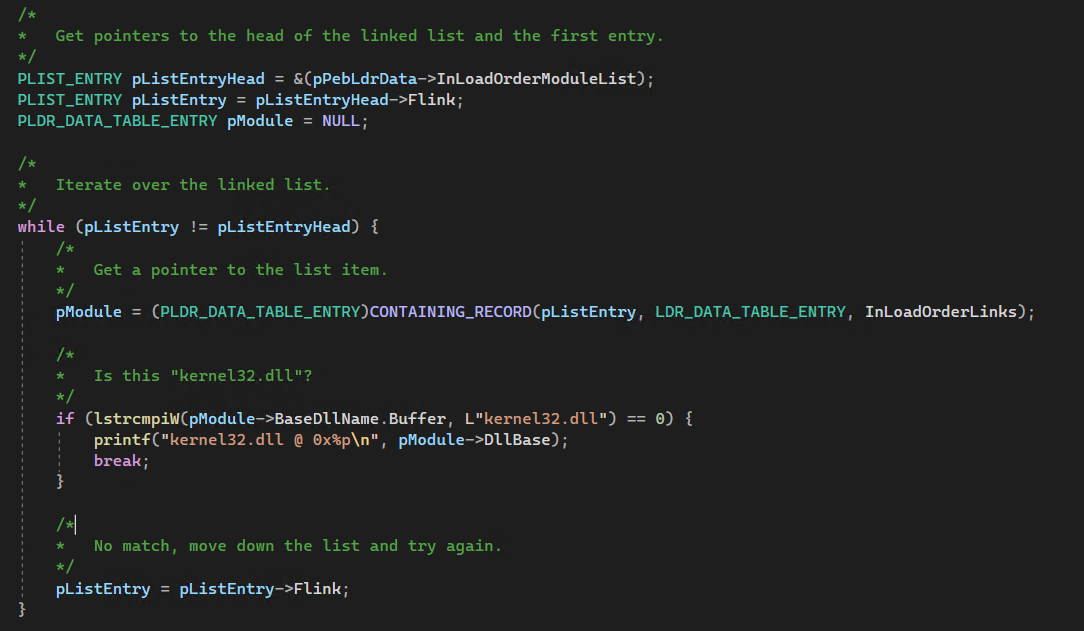 /*
*   Get pointers to the head of the linked list and the first entry.
*/
PLIST_ENTRY pListEntryHead = &(pPebLdrData->InLoadOrderModuleList);
PLIST_ENTRY pListEntry = pListEntryHead->Flink;
PLDR_DATA_TABLE_ENTRY pModule = NULL;

/*
*   Iterate over the linked list.
*/
while (pListEntry != pListEntryHead) {
    /*
    *   Get a pointer to the list item.
    */
    pModule = (PLDR_DATA_TABLE_ENTRY)CONTAINING_RECORD(pListEntry, LDR_DATA_TABLE_ENTRY, InLoadOrderLinks);

    /*
    *   Is this "kernel32.dll"?
    */
    if (lstrcmpiW(pModule->BaseDllName.Buffer, L"kernel32.dll") == 0) {
        printf("kernel32.dll @ 0x%p\n", pModule->DllBase);
        break;
    }

    /*
    *   No match, move down the list and try again.
    */
    pListEntry = pListEntry->Flink;
}